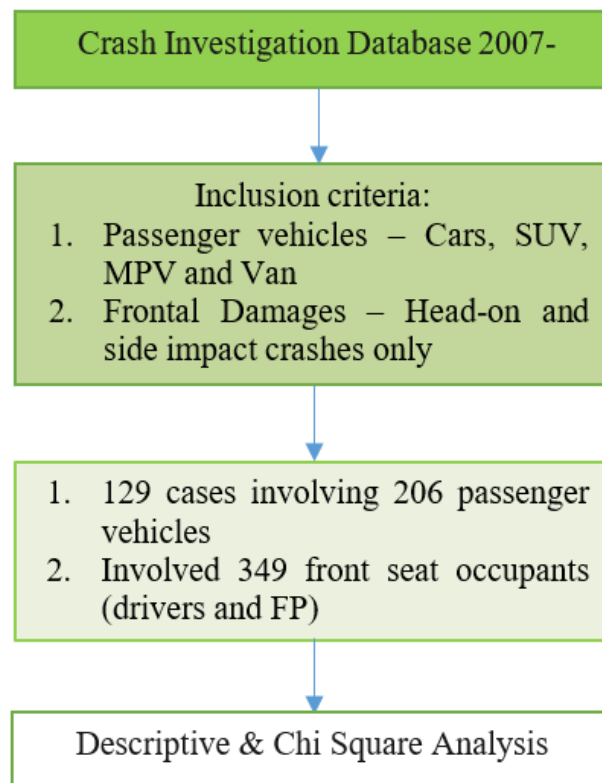 Crash Investigation Database 2007-
Inclusion criteria:
1. Passenger vehicles – Cars, SUV,
MPV and Van
2. Frontal Damages – Head-on and
side impact crashes only
1. 129 cases involving 206 passenger
vehicles
2. Involved 349 front seat occupants
(drivers and FP)
Descriptive & Chi Square Analysis